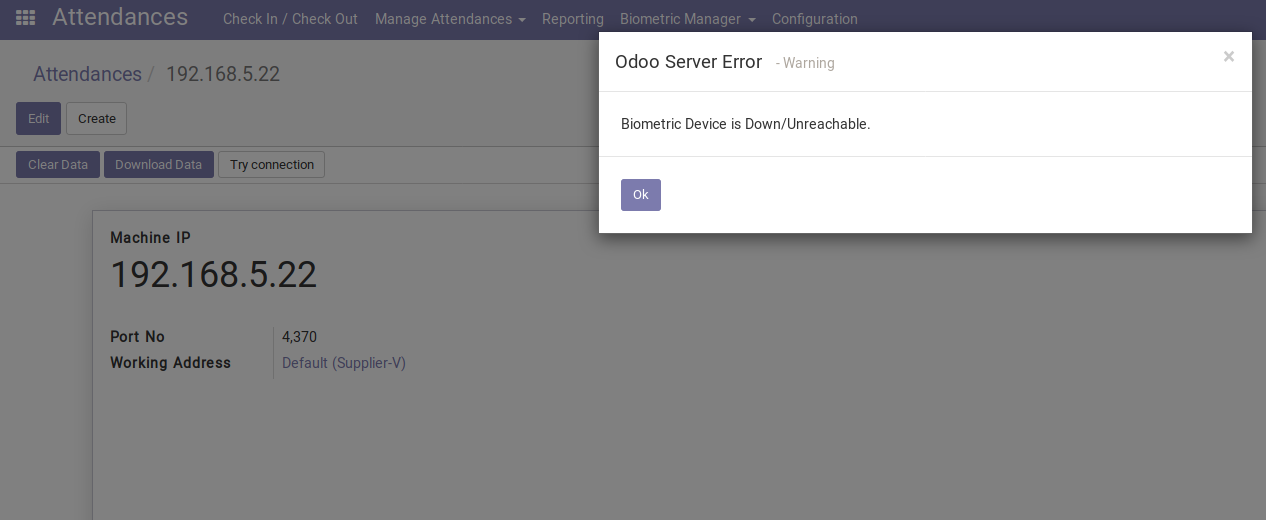 Attendances Check In / Check Out Manage Attendances Reporting Biometric Manager Configuration
Odoo Server Error - Warning ×
Attendances / 192.168.5.22
Edit Create
Biometric Device is Down/Unreachable.
Clear Data Download Data Try connection
Ok
Machine IP
192.168.5.22
Port No 4,370
Working Address Default (Supplier-V)